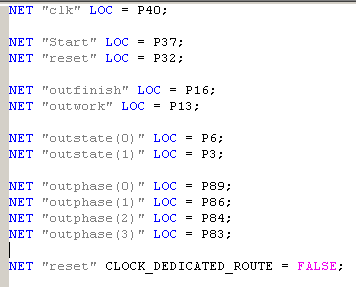 NET "clk" LOC = P40;
NET "Start" LOC = P37;
NET "reset" LOC = P32;
NET "outfinish" LOC = P16;
NET "outwork" LOC = P13;
NET "outstate(0)" LOC = P6;
NET "outstate(1)" LOC = P3;
NET "outphase(0)" LOC = P89;
NET "outphase(1)" LOC = P86;
NET "outphase(2)" LOC = P84;
NET "outphase(3)" LOC = P83;
NET "reset" CLOCK_DEDICATED_ROUTE = FALSE;